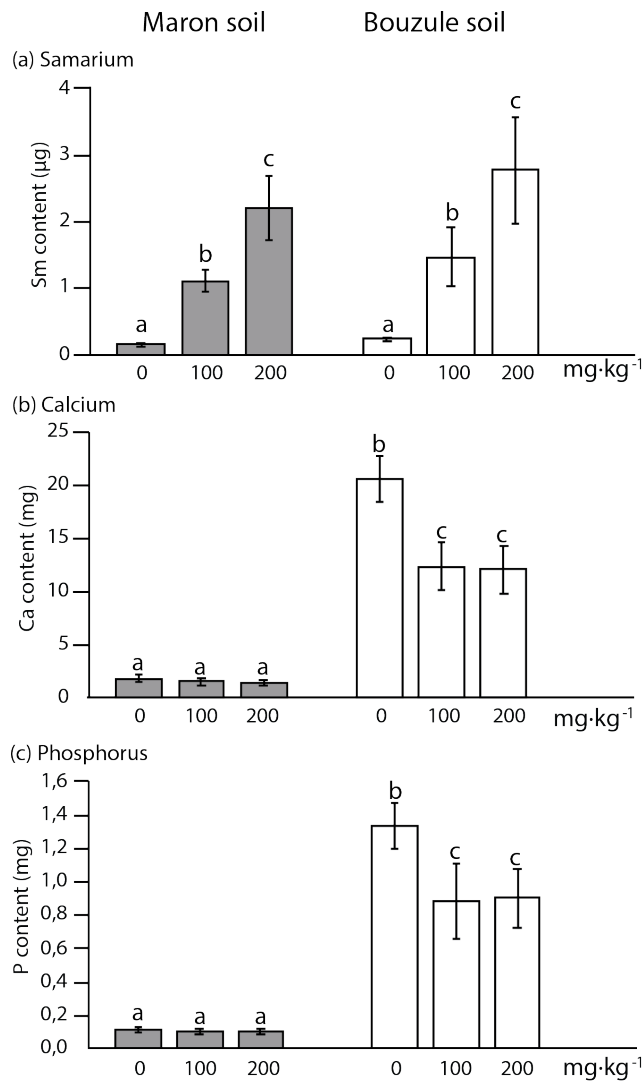 Maron soil Bouzule soil
(a) Samarium
Sm content (µg)
4
3
2
1
0
a b c a b c
0 100 200 0 100 200 mg·kg-1
(b) Calcium
Ca content (mg)
25
20
15
10
5
0
a a a b c c
0 100 200 0 100 200 mg·kg-1
(c) Phosphorus
P content (mg)
1,6
1,4
1,2
1,0
0,8
0,6
0,4
0,2
0,0
a a a b c c
0 100 200 0 100 200 mg·kg-1